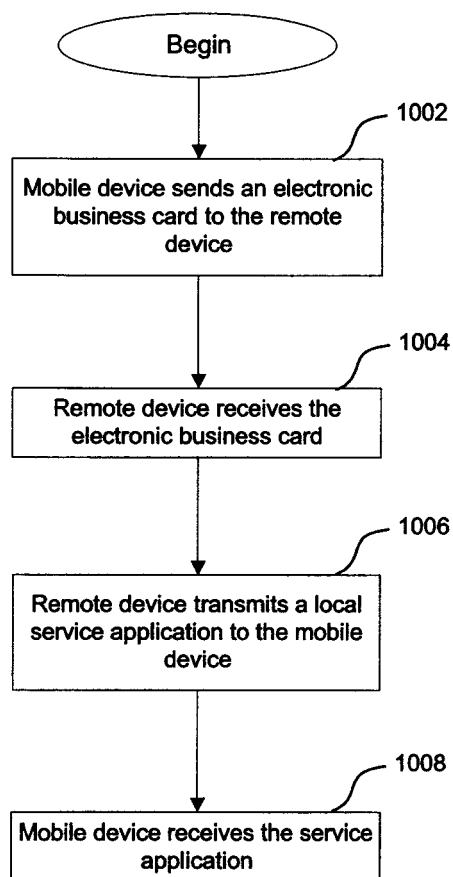 Begin
1002
Mobile device sends an electronic
business card to the remote
device
1004
Remote device receives the
electronic business card
1006
Remote device transmits a local
service application to the mobile
device
1008
Mobile device receives the service
application